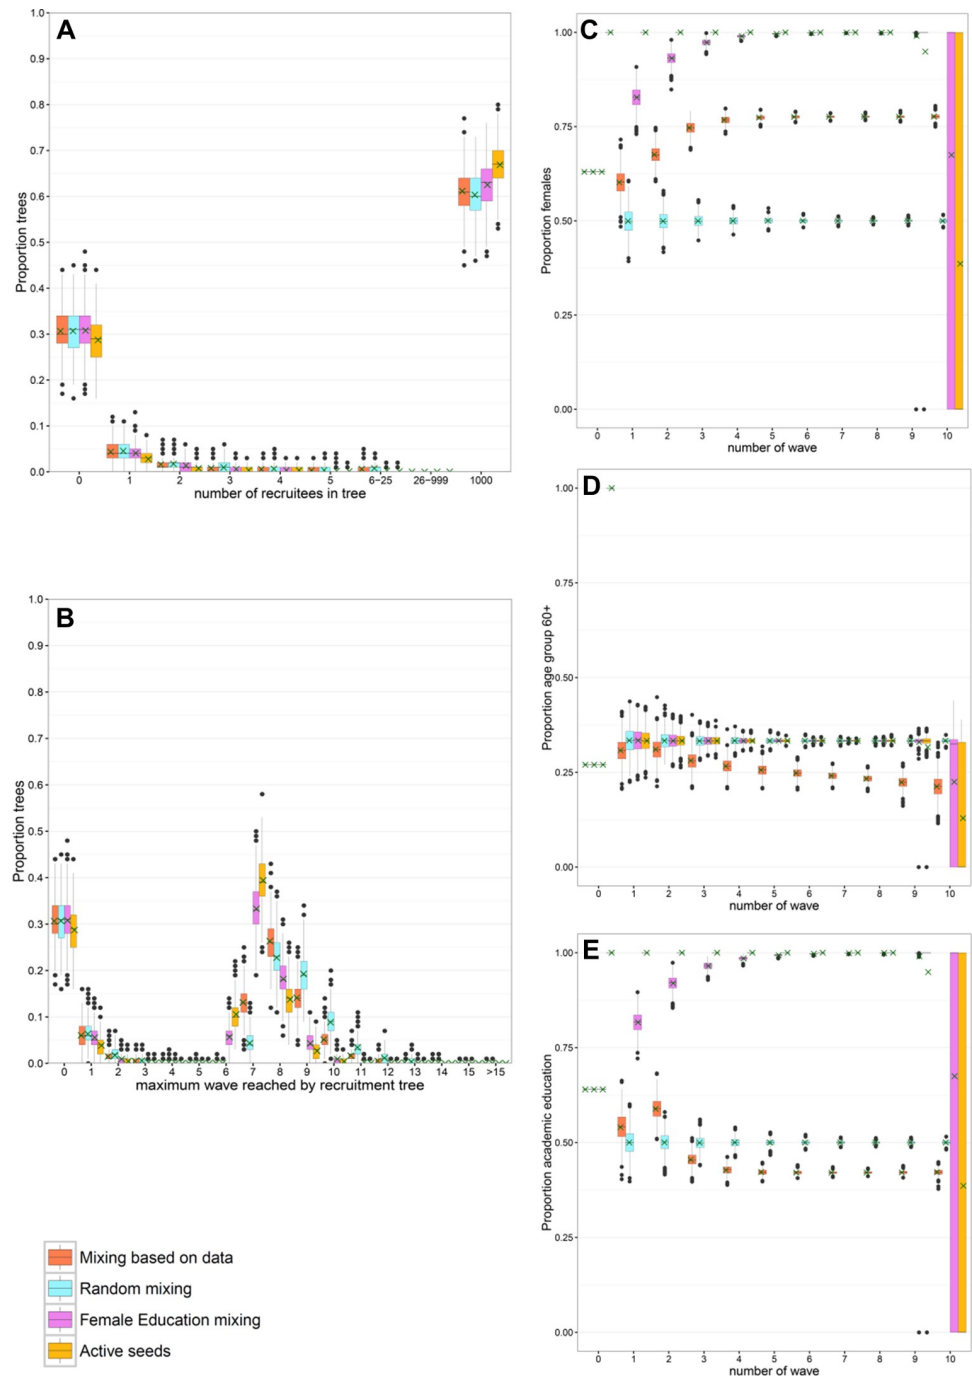 A
1.0
0.9
0.8
0.7
0.6
0.5
0.4
0.3
0.2
0.1
0.0
Proportion trees
0 1 2 3 4 5 6−25 26−999 1000
number of recruitees in tree
B
1.0
0.9
0.8
0.7
0.6
0.5
0.4
0.3
0.2
0.1
0.0
Proportion trees
0 1 2 3 4 5 6 7 8 9 10 11 12 13 14 15 >15
maximum wave reached by recruitment tree
Mixing based on data
Random mixing
Female Education mixing
Active seeds
C
1.00
0.75
0.50
0.25
0.00
Proportion females
0 1 2 3 4 5 6 7 8 9 10
number of wave
D
1.00
0.75
0.50
0.25
0.00
Proportion age group 60+
0 1 2 3 4 5 6 7 8 9 10
number of wave
E
1.00
0.75
0.50
0.25
0.00
Proportion academic education
0 1 2 3 4 5 6 7 8 9 10
number of wave